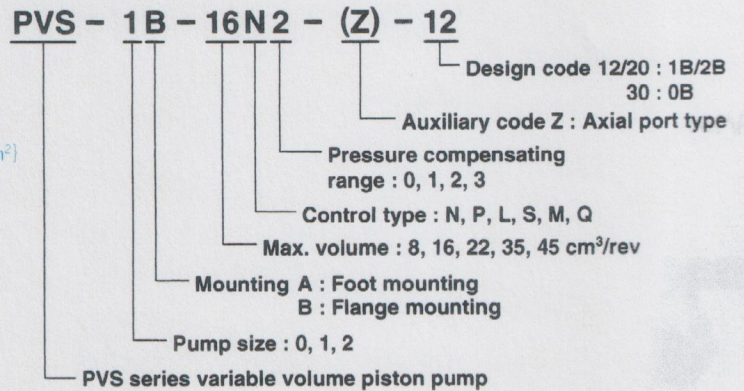 PVS - 1 B - 16 N 2 - (Z) - 12
Design code 12/20 : 1B/2B
30 : 0B
Auxiliary code Z : Axial port type
Pressure compensating
range : 0, 1, 2, 3
Control type : N, P, L, S, M, Q
Max. volume : 8, 16, 22, 35, 45 cm³/rev
Mounting A : Foot mounting
B : Flange mounting
Pump size : 0, 1, 2
PVS series variable volume piston pump